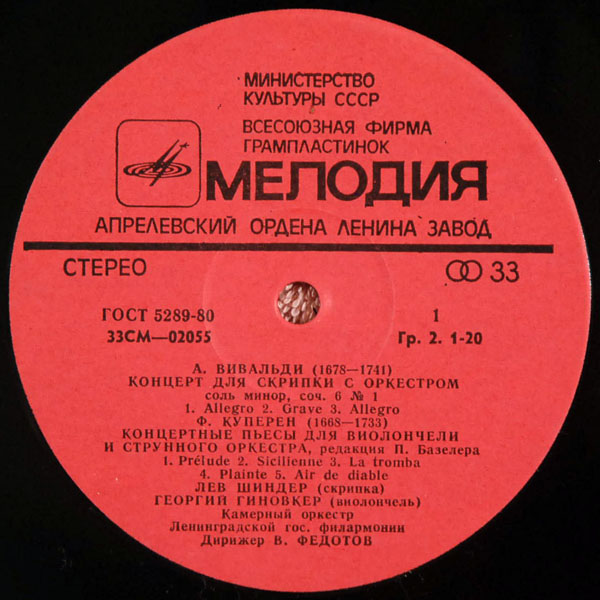 МИНИСТЕРСТВО
КУЛЬТУРЫ СССР
ВСЕСОЮЗНАЯ ФИРМА
ГРАМПЛАСТИНОК
МЕЛОДИЯ
АПРЕЛЕВСКИЙ ОРДЕНА ЛЕНИНА ЗАВОД
СТЕРЕО 33
ГОСТ 5289-80 1
33СМ—02055 Гр. 2. 1-20
А. ВИВАЛЬДИ (1678—1741)
КОНЦЕРТ ДЛЯ СКРИПКИ С ОРКЕСТРОМ
соль минор, соч. 6 № 1
1. Allegro 2. Grave 3. Allegro
Ф. КУПЕРЕН (1668—1733)
КОНЦЕРТНЫЕ ПЬЕСЫ ДЛЯ ВИОЛОНЧЕЛИ
И СТРУННОГО ОРКЕСТРА, редакция П. Базелера
1. Prélude 2. Sicilienne 3. La tromba
4. Plainte 5. Air de diable
ЛЕВ ШИНДЕР (скрипка)
ГЕОРГИЙ ГИНОВКЕР (виолончель)
Камерный оркестр
Ленинградской гос. филармонии
Дирижер В. ФЕДОТОВ